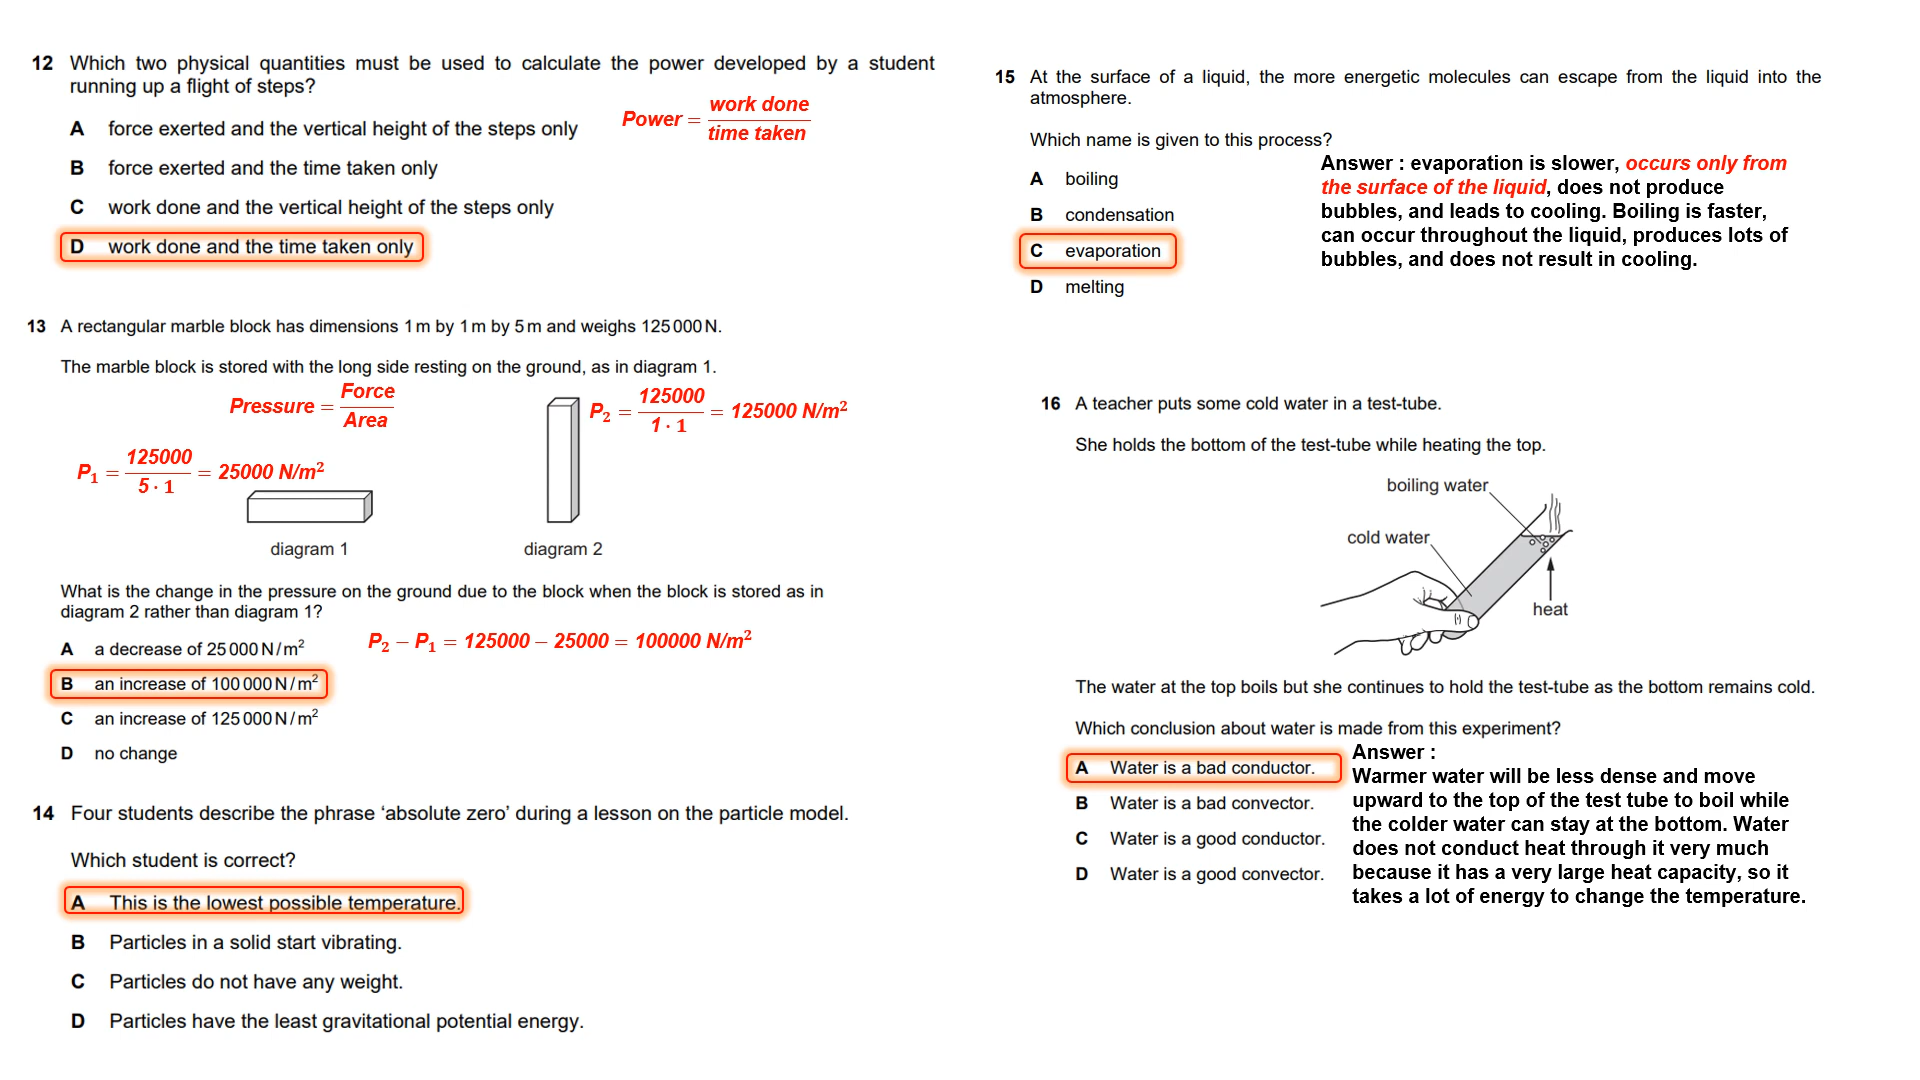 12 Which two physical quantities must be used to calculate the power developed by a student
running up a flight of steps?
Power = work done / time taken
A force exerted and the vertical height of the steps only
B force exerted and the time taken only
C work done and the vertical height of the steps only
D work done and the time taken only
13 A rectangular marble block has dimensions 1 m by 1 m by 5 m and weighs 125 000 N.
The marble block is stored with the long side resting on the ground, as in diagram 1.
Pressure = Force / Area
P₂ = 125000 / 1 · 1 = 125000 N/m²
P₁ = 125000 / 5 · 1 = 25000 N/m²
diagram 1
diagram 2
What is the change in the pressure on the ground due to the block when the block is stored as in
diagram 2 rather than diagram 1?
P₂ − P₁ = 125000 – 25000 = 100000 N/m²
A a decrease of 25 000 N / m²
B an increase of 100 000 N / m²
C an increase of 125 000 N / m²
D no change
14 Four students describe the phrase ‘absolute zero’ during a lesson on the particle model.
Which student is correct?
A This is the lowest possible temperature.
B Particles in a solid start vibrating.
C Particles do not have any weight.
D Particles have the least gravitational potential energy.
15 At the surface of a liquid, the more energetic molecules can escape from the liquid into the
atmosphere.
Which name is given to this process?
A boiling
B condensation
C evaporation
D melting
Answer : evaporation is slower, occurs only from
the surface of the liquid, does not produce
bubbles, and leads to cooling. Boiling is faster,
can occur throughout the liquid, produces lots of
bubbles, and does not result in cooling.
16 A teacher puts some cold water in a test-tube.
She holds the bottom of the test-tube while heating the top.
boiling water
cold water
heat
The water at the top boils but she continues to hold the test-tube as the bottom remains cold.
Which conclusion about water is made from this experiment?
A Water is a bad conductor.
B Water is a bad convector.
C Water is a good conductor.
D Water is a good convector.
Answer :
Warmer water will be less dense and move
upward to the top of the test tube to boil while
the colder water can stay at the bottom. Water
does not conduct heat through it very much
because it has a very large heat capacity, so it
takes a lot of energy to change the temperature.